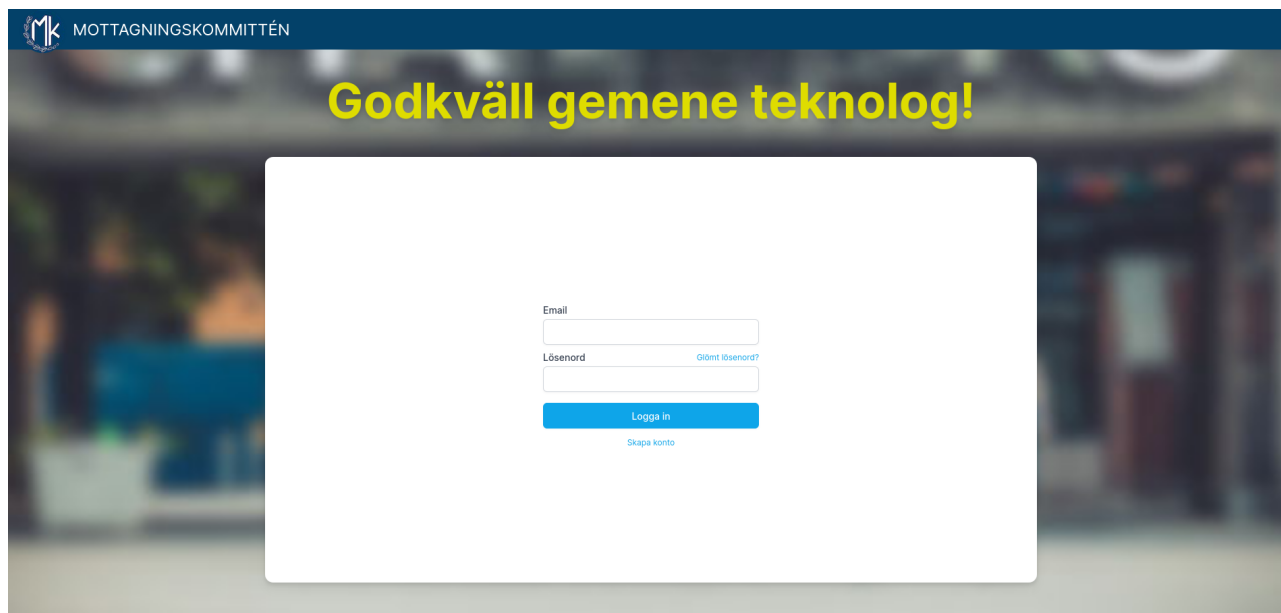 MK MOTTAGNINGSKOMMITTÉN
Godkväll gemene teknolog!
Email
Lösenord Glömt lösenord?
Logga in
Skapa konto